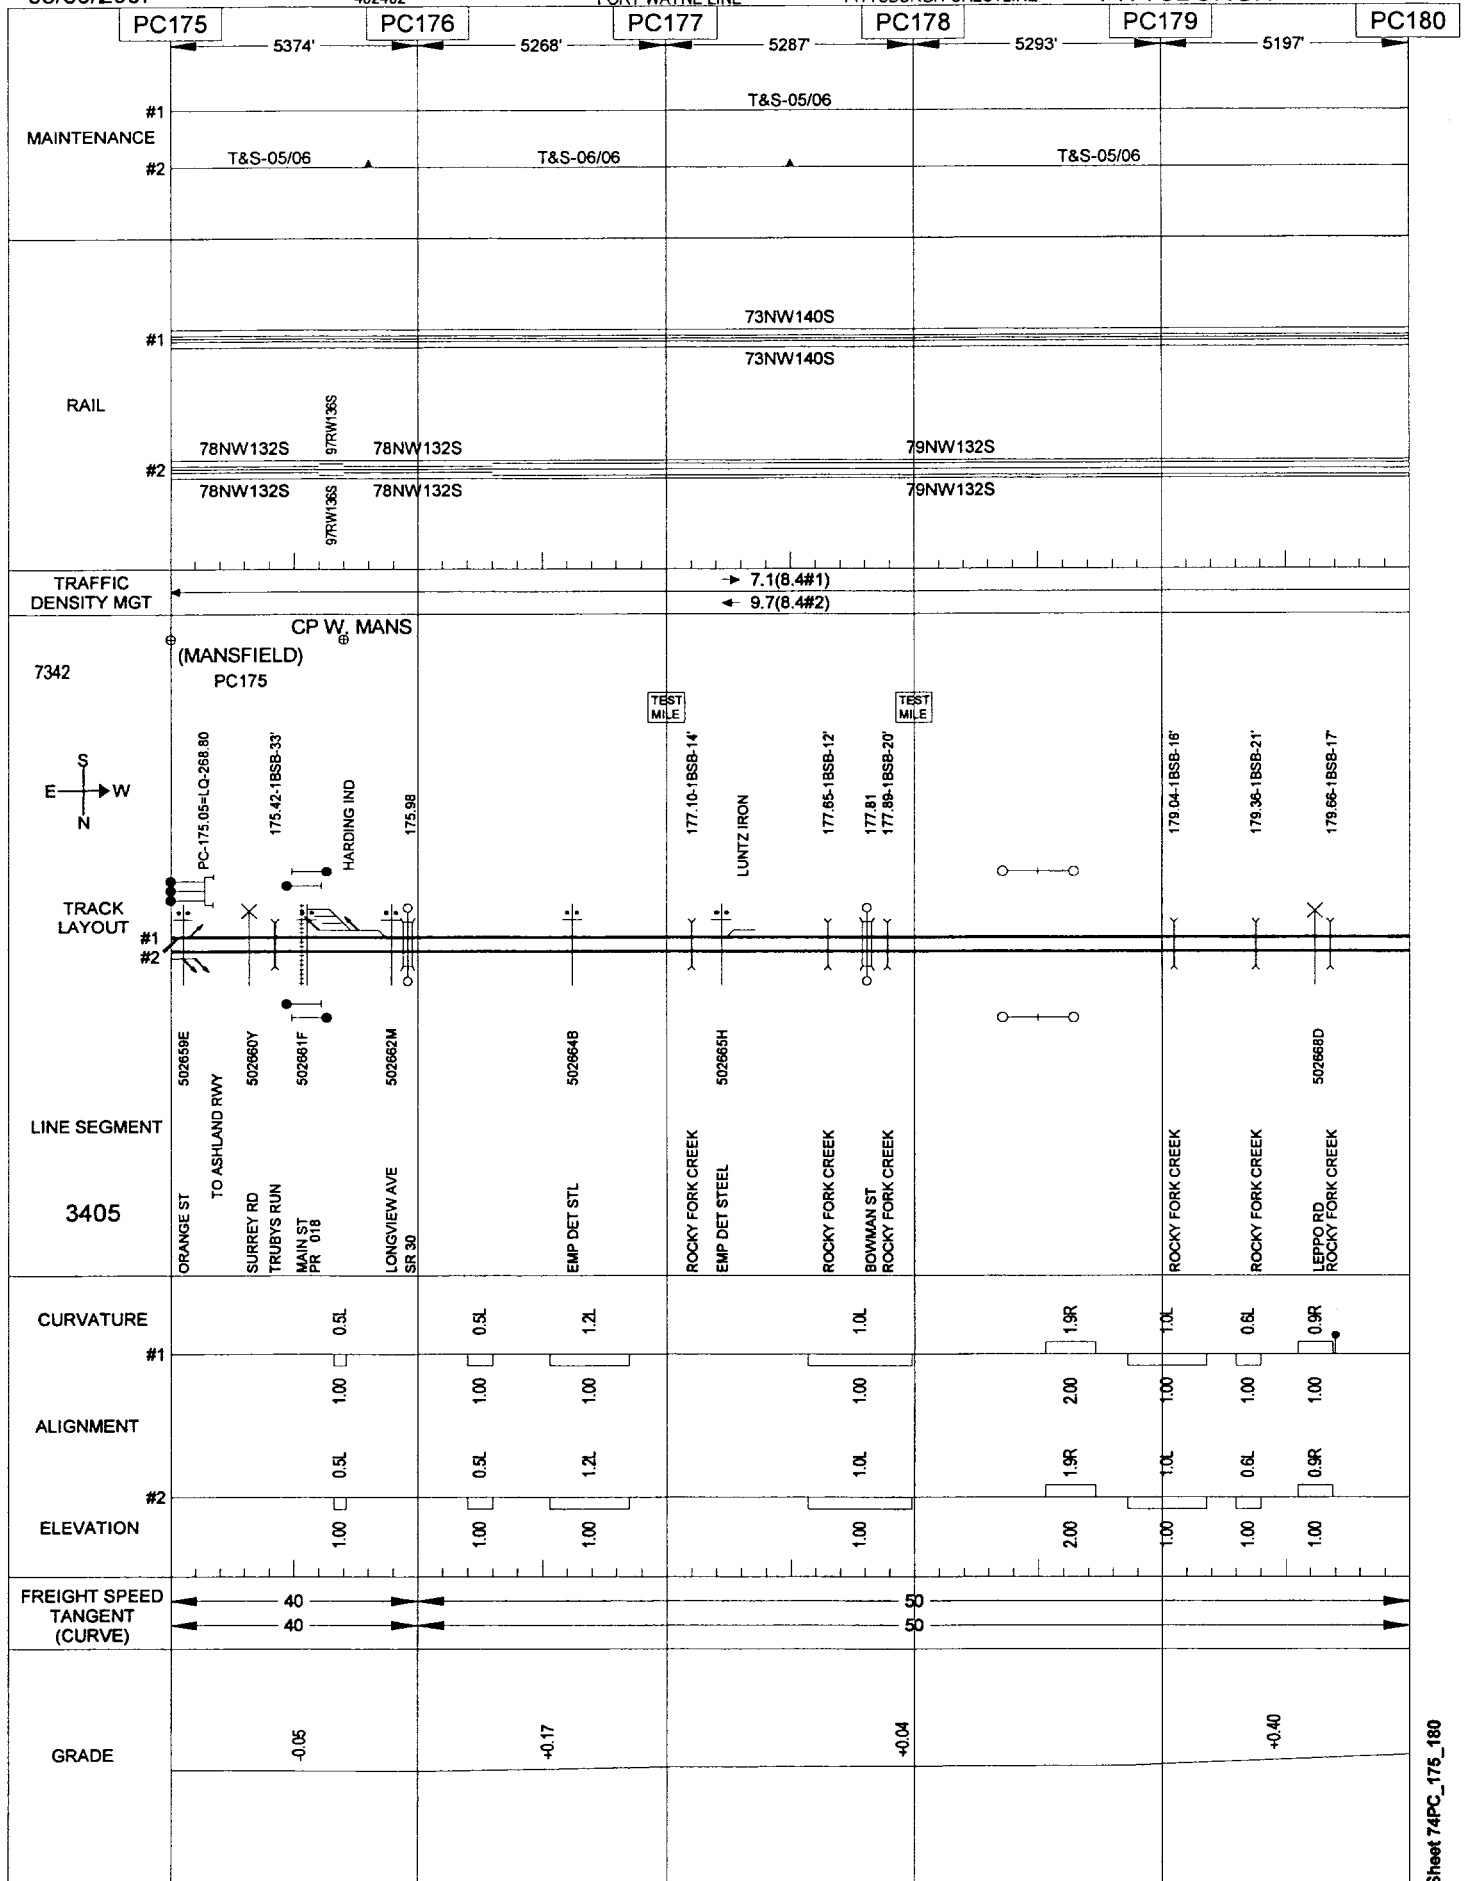 PC175 PC176 PC177 PC178 PC179 PC180
5374' 5268' 5287' 5293' 5197'
MAINTENANCE
#1 T&S-05/06
#2 T&S-05/06 T&S-06/06 T&S-05/06
RAIL
#1 73NW140S
73NW140S
97RW136S
78NW132S 78NW132S 79NW132S
#2
78NW132S 78NW132S 79NW132S
97RW136S
TRAFFIC
DENSITY MGT
7.1(8.4#1)
9.7(8.4#2)
CP W. MANS
(MANSFIELD)
PC175
7342
TEST
MILE
TEST
MILE
S
E W
N
PC-175.05=LQ-268.80
175.42-1BSB-33'
HARDING IND
175.98
177.10-1BSB-14'
LUNTZ IRON
177.65-1BSB-12'
177.81
177.89-1BSB-20'
179.04-1BSB-16'
179.36-1BSB-21'
179.66-1BSB-17'
TRACK
LAYOUT
#1
#2
502659E
502660Y
502661F
502662M
502664B
502665H
502668D
LINE SEGMENT
3405
ORANGE ST
TO ASHLAND RWY
SURREY RD
TRUBYS RUN
MAIN ST
PR 018
LONGVIEW AVE
SR 30
EMP DET STL
ROCKY FORK CREEK
EMP DET STEEL
ROCKY FORK CREEK
BOWMAN ST
ROCKY FORK CREEK
ROCKY FORK CREEK
ROCKY FORK CREEK
LEPPO RD
ROCKY FORK CREEK
CURVATURE
0.5L 0.5L 1.2L 1.0L 1.9R 1.0L 0.6L 0.9R
#1
1.00 1.00 1.00 1.00 2.00 1.00 1.00 1.00
ALIGNMENT
0.5L 0.5L 1.2L 1.0L 1.9R 1.0L 0.6L 0.9R
#2
ELEVATION
1.00 1.00 1.00 1.00 2.00 1.00 1.00 1.00
FREIGHT SPEED
TANGENT
(CURVE)
40 50
40 50
GRADE
-0.05 +0.17 +0.04 +0.40
Sheet 74PC_175_180